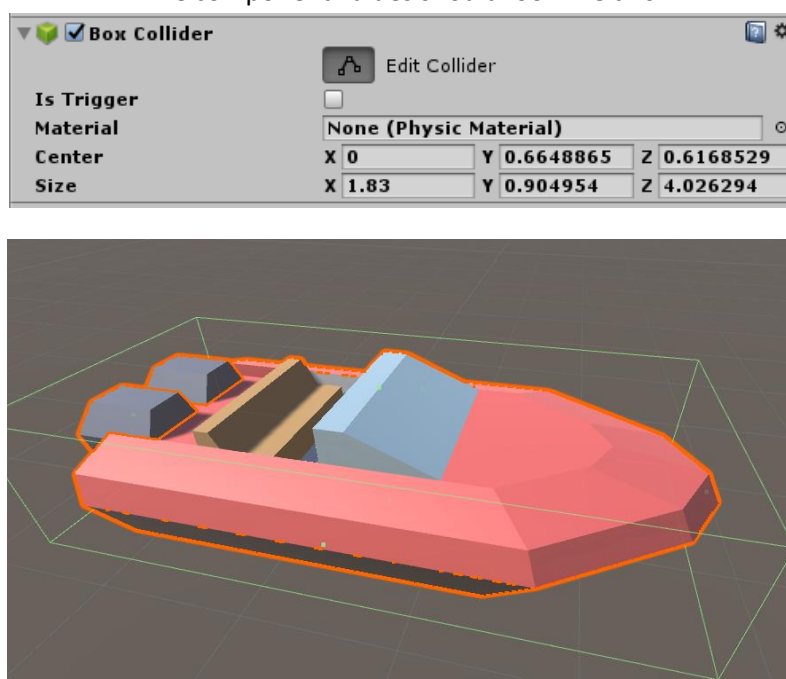 Box Collider
Edit Collider
Is Trigger
Material None (Physic Material)
Center X 0 Y 0.6648865 Z 0.6168529
Size X 1.83 Y 0.904954 Z 4.026294